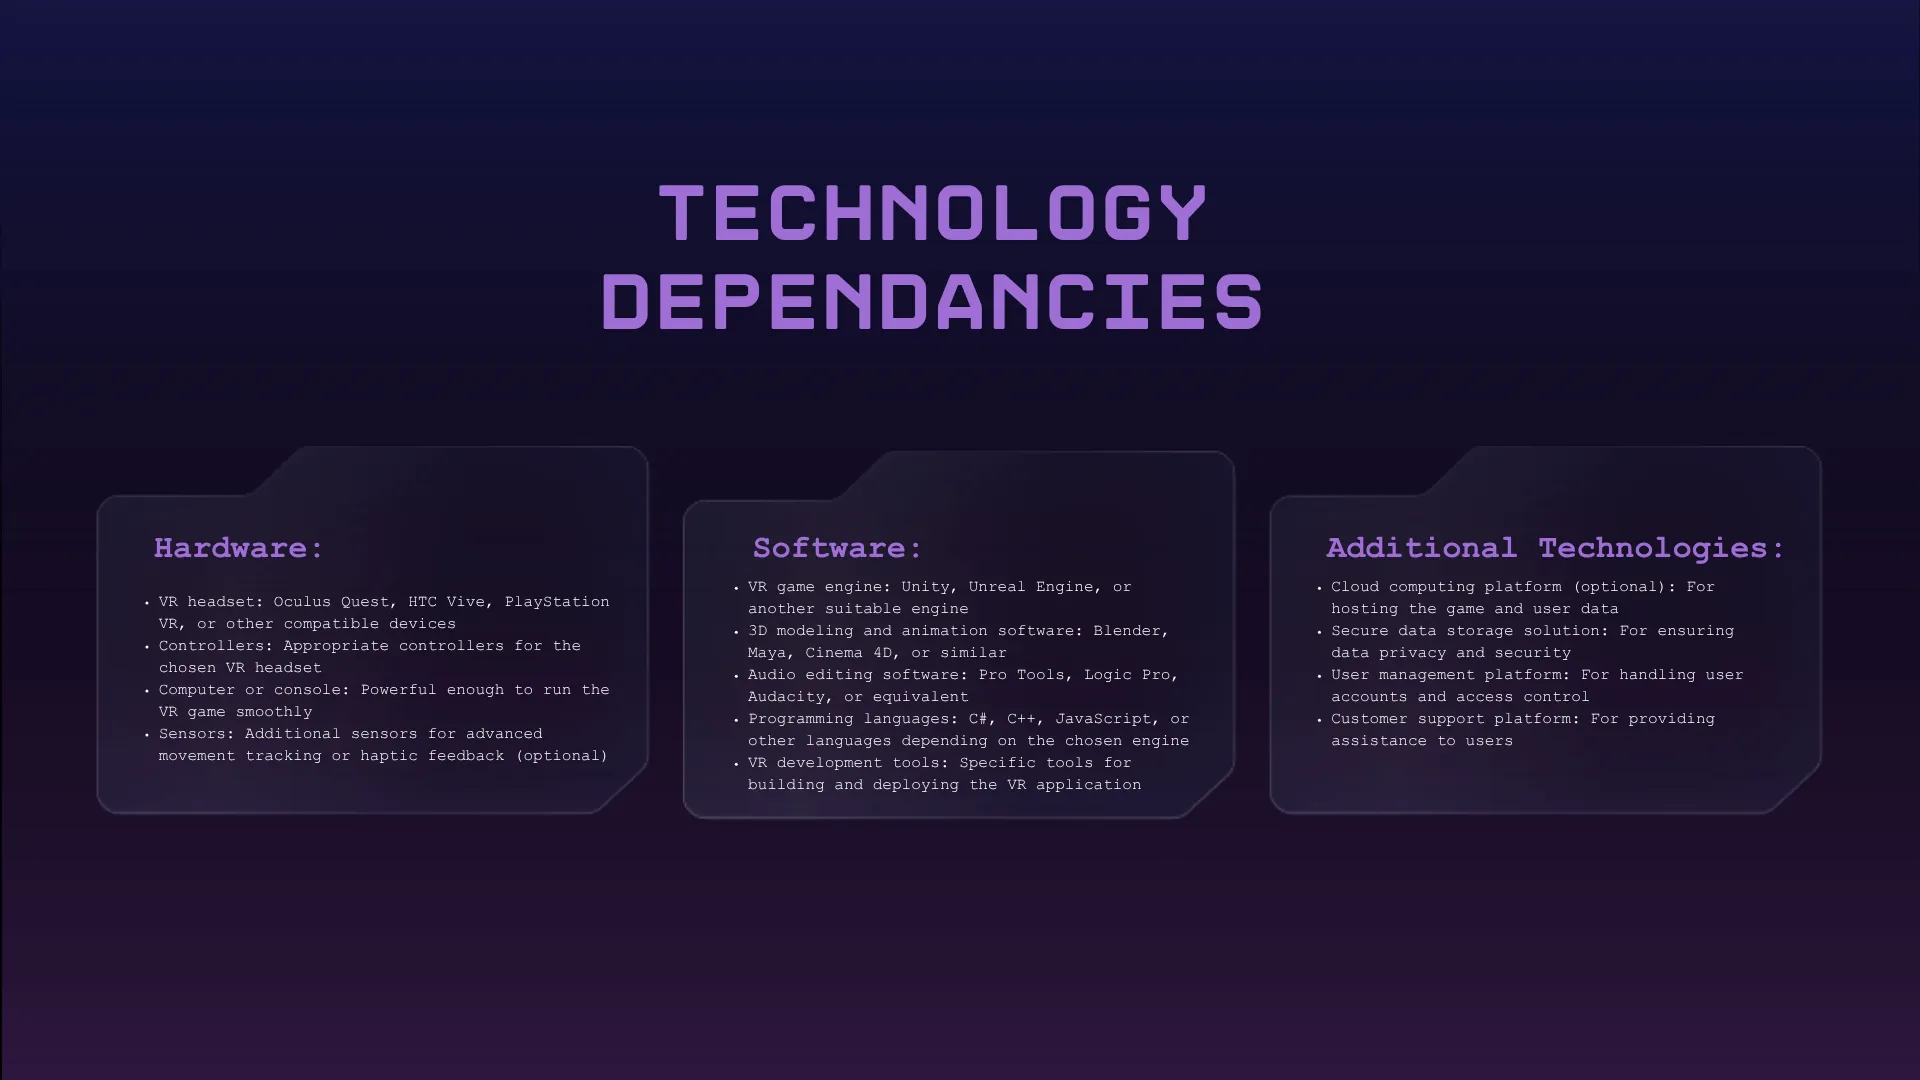 TECHNOLOGY
DEPENDANCIES
Hardware:
• VR headset: Oculus Quest, HTC Vive, PlayStation
VR, or other compatible devices
• Controllers: Appropriate controllers for the
chosen VR headset
• Computer or console: Powerful enough to run the
VR game smoothly
• Sensors: Additional sensors for advanced
movement tracking or haptic feedback (optional)
Software:
• VR game engine: Unity, Unreal Engine, or
another suitable engine
• 3D modeling and animation software: Blender,
Maya, Cinema 4D, or similar
• Audio editing software: Pro Tools, Logic Pro,
Audacity, or equivalent
• Programming languages: C#, C++, JavaScript, or
other languages depending on the chosen engine
• VR development tools: Specific tools for
building and deploying the VR application
Additional Technologies:
• Cloud computing platform (optional): For
hosting the game and user data
• Secure data storage solution: For ensuring
data privacy and security
• User management platform: For handling user
accounts and access control
• Customer support platform: For providing
assistance to users